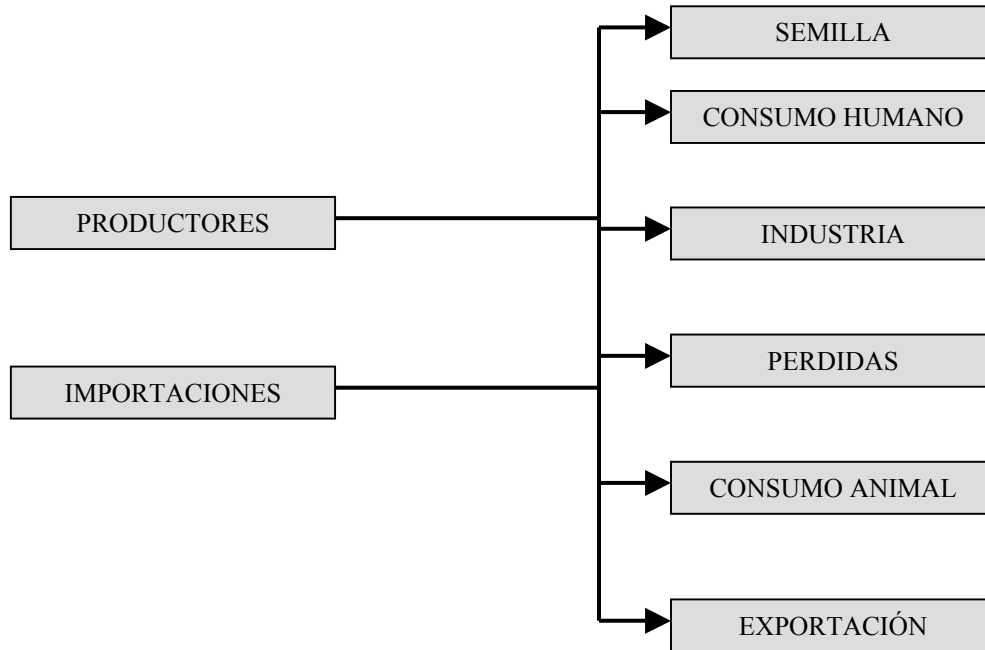 PRODUCTORES
IMPORTACIONES
SEMILLA
CONSUMO HUMANO
INDUSTRIA
PERDIDAS
CONSUMO ANIMAL
EXPORTACIÓN